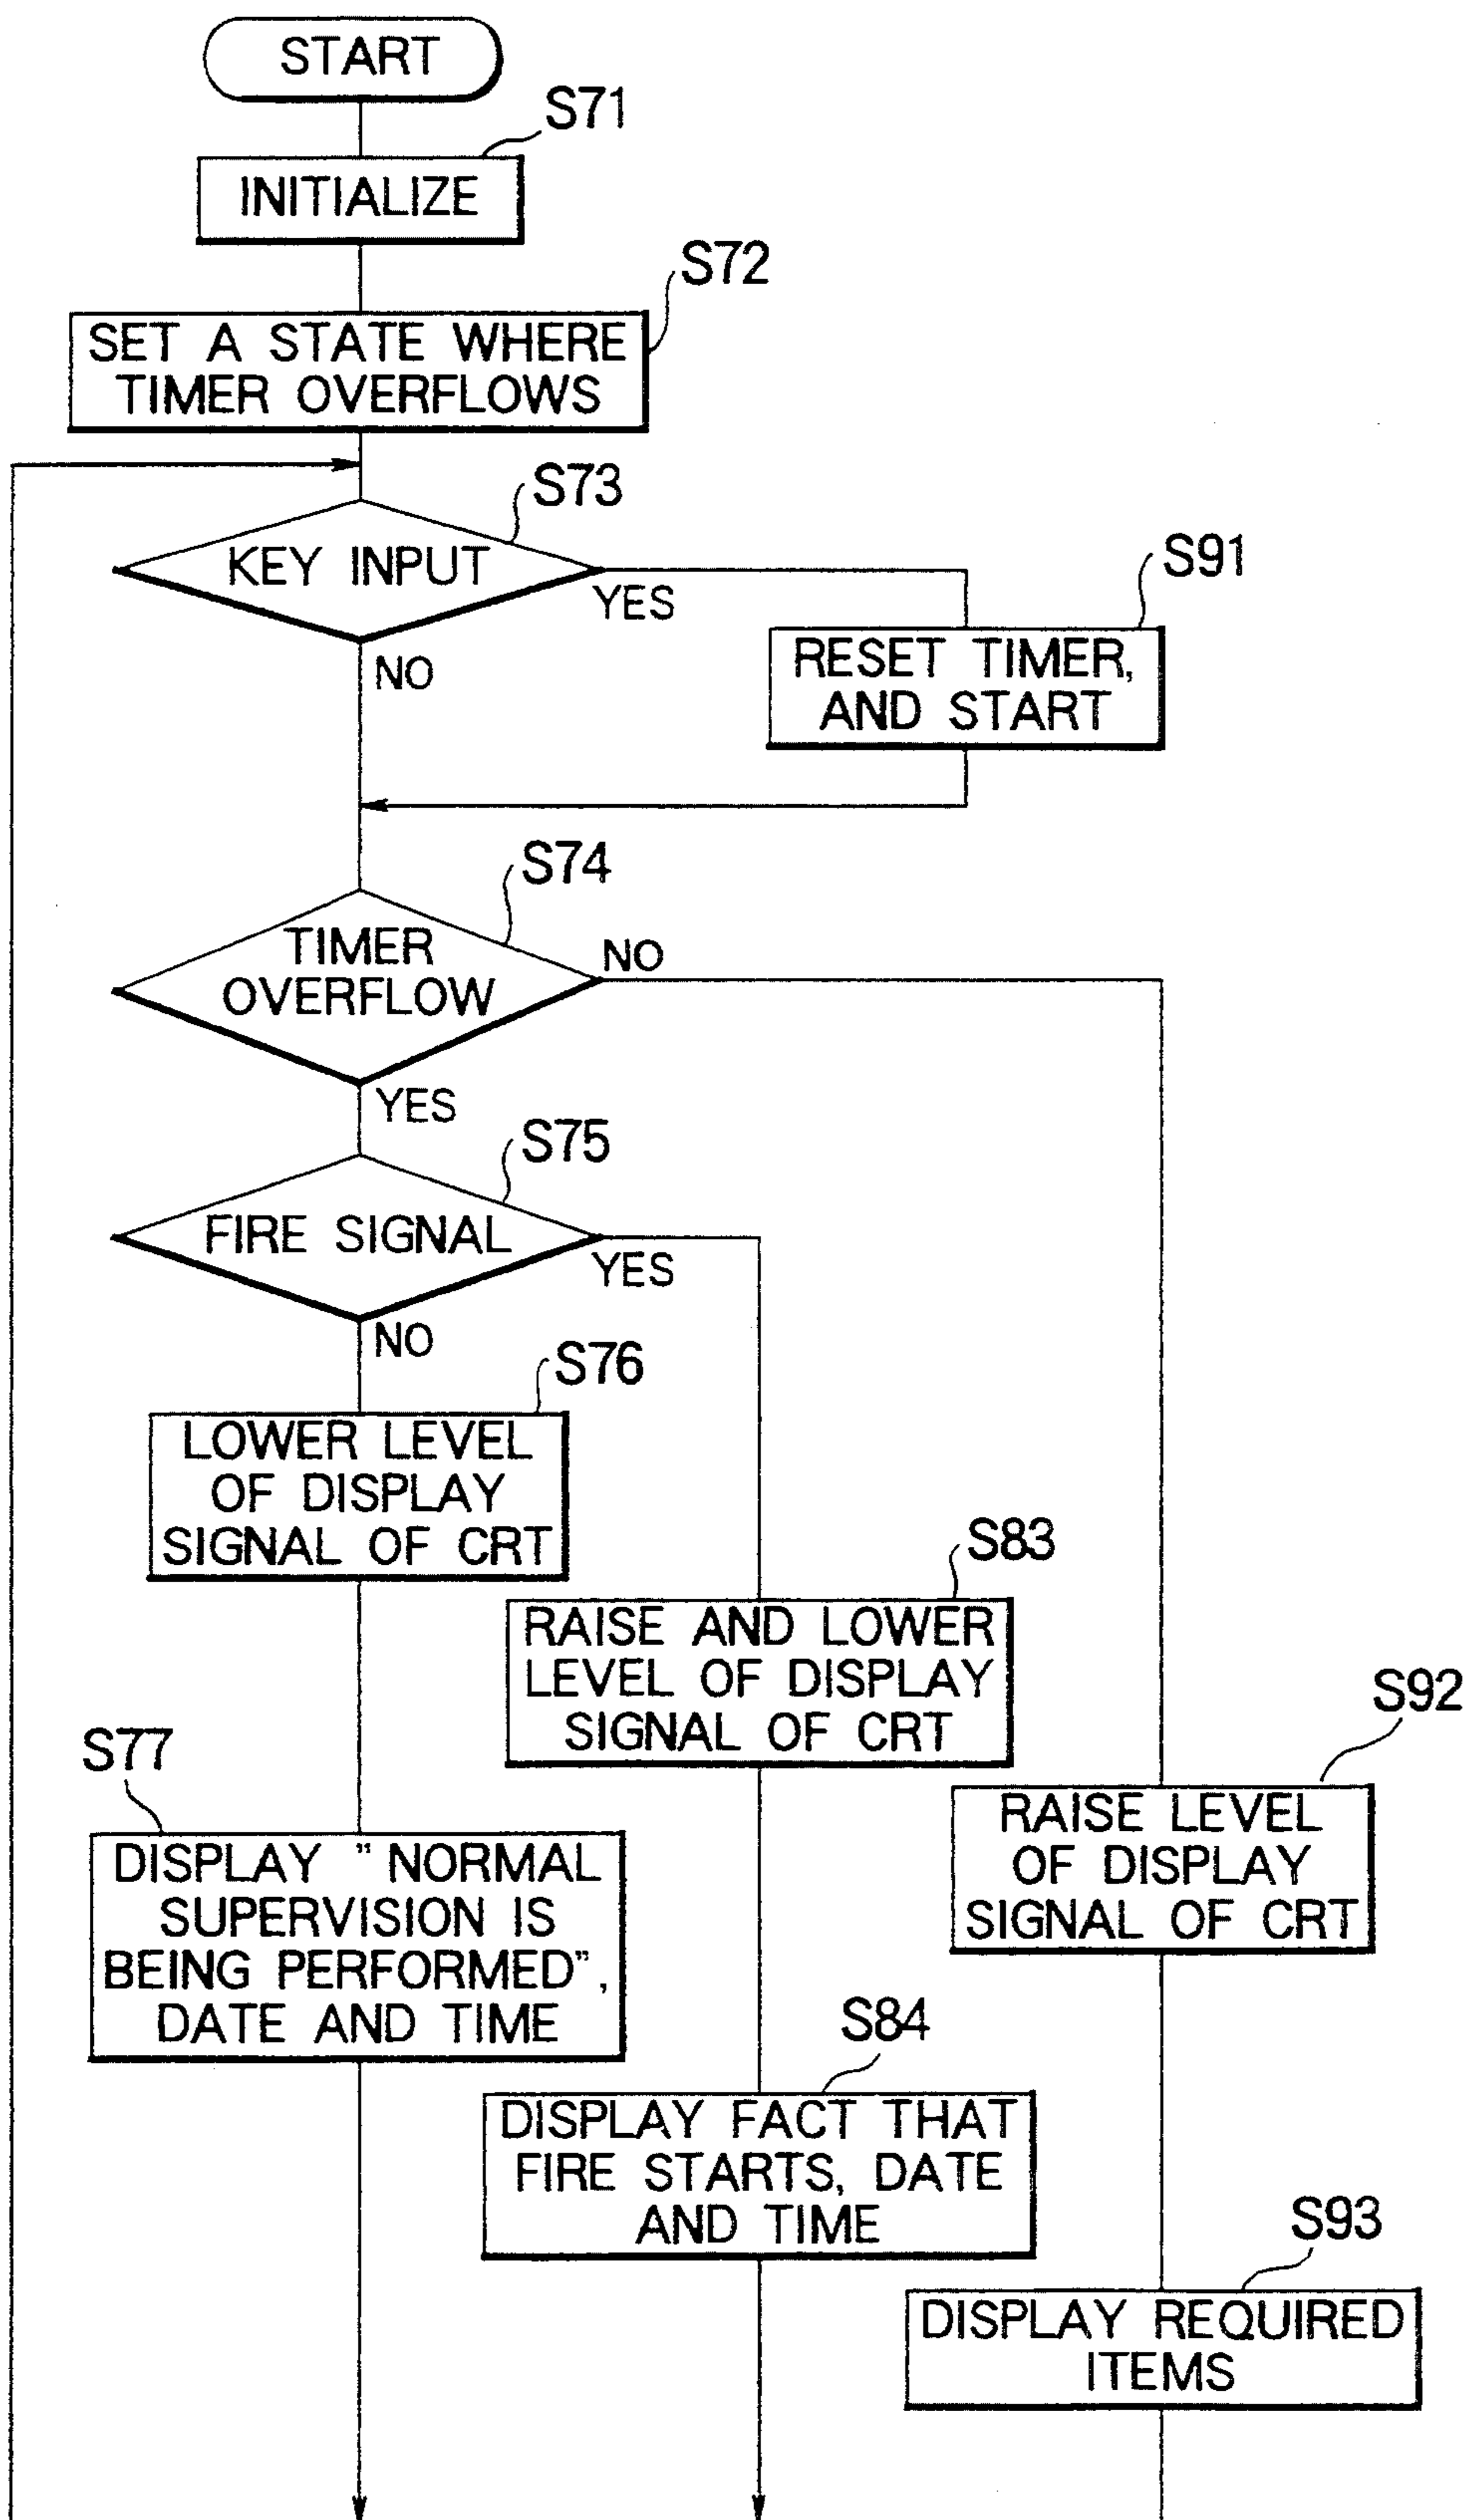 START
S71
INITIALIZE
S72
SET A STATE WHERE
TIMER OVERFLOWS
S73
KEY INPUT
YES
NO
S91
RESET TIMER,
AND START
S74
TIMER
OVERFLOW
NO
YES
S75
FIRE SIGNAL
YES
NO
S76
LOWER LEVEL
OF DISPLAY
SIGNAL OF CRT
S83
RAISE AND LOWER
LEVEL OF DISPLAY
SIGNAL OF CRT
S92
RAISE LEVEL
OF DISPLAY
SIGNAL OF CRT
S77
DISPLAY " NORMAL
SUPERVISION IS
BEING PERFORMED",
DATE AND TIME
S84
DISPLAY FACT THAT
FIRE STARTS, DATE
AND TIME
S93
DISPLAY REQUIRED
ITEMS